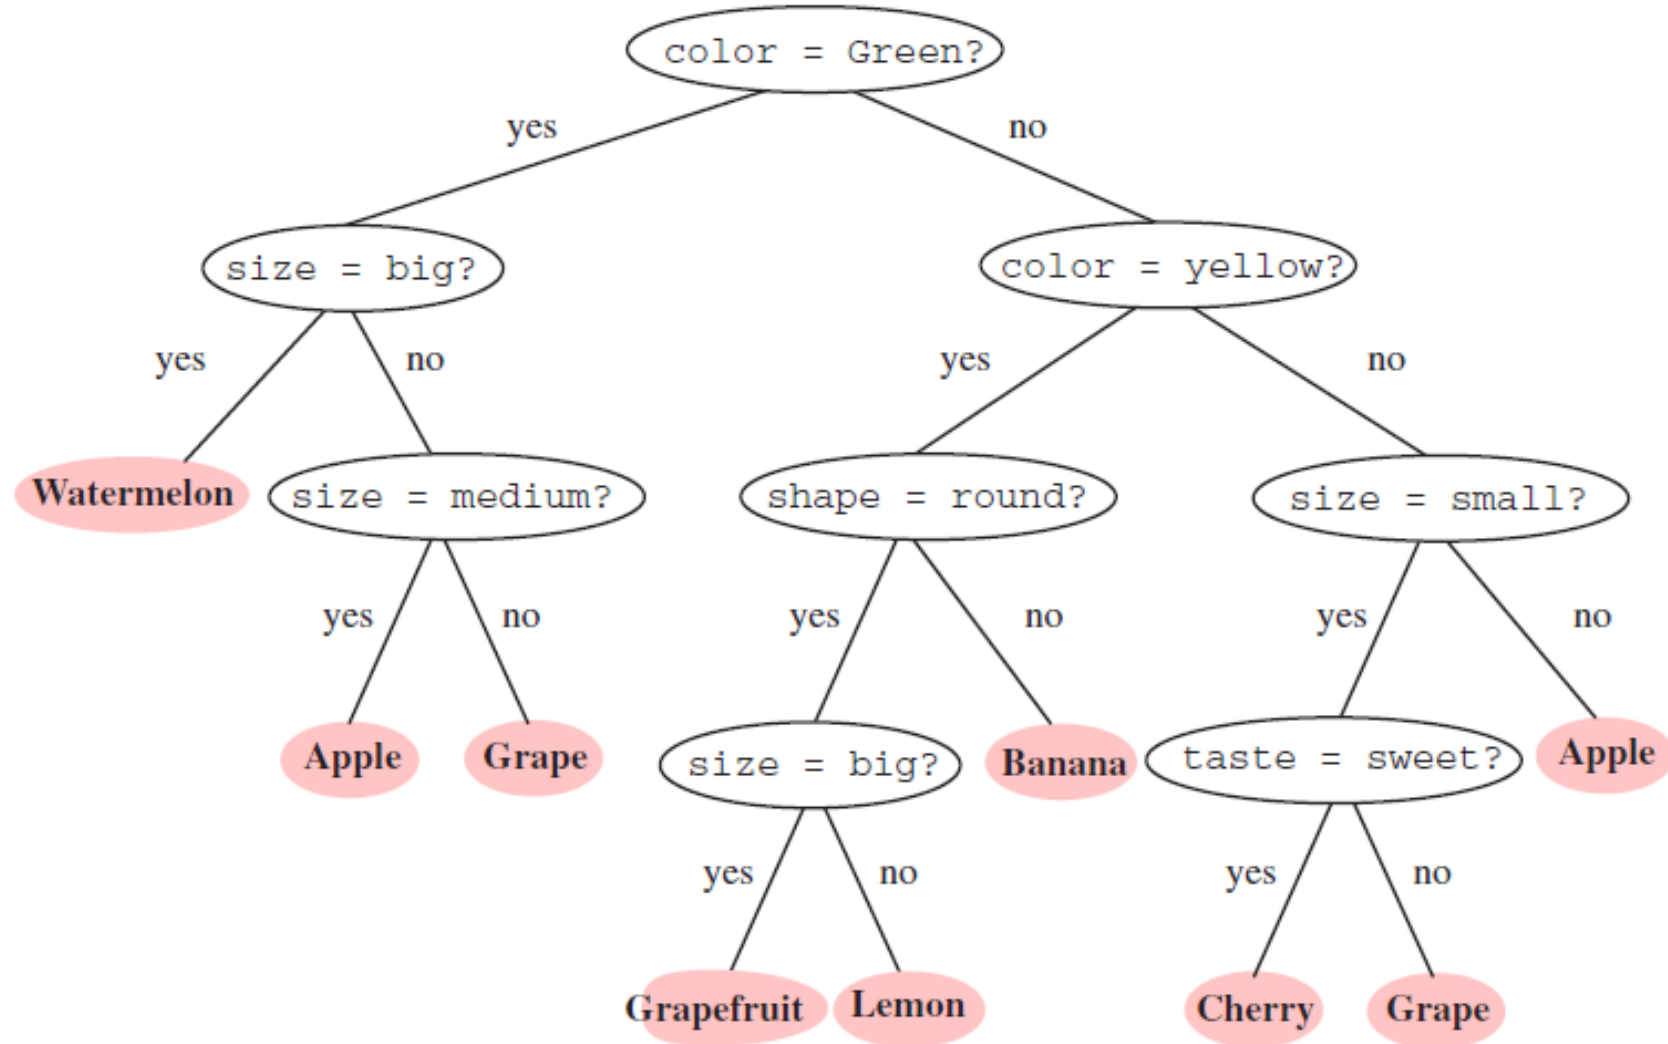 color = Green?
yes
no
size = big?
color = yellow?
yes
no
yes
no
Watermelon
size = medium?
shape = round?
size = small?
yes
no
yes
no
yes
no
Apple
Grape
size = big?
Banana
taste = sweet?
Apple
yes
no
yes
no
Grapefruit
Lemon
Cherry
Grape